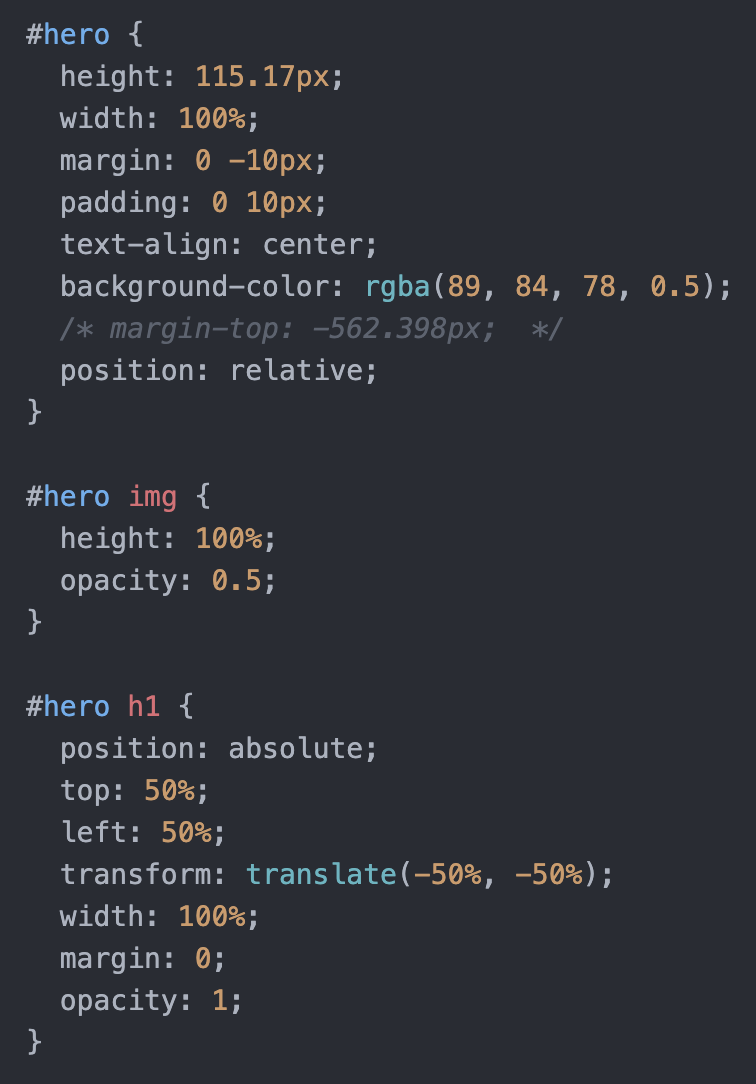 #hero {
  height: 115.17px;
  width: 100%;
  margin: 0 -10px;
  padding: 0 10px;
  text-align: center;
  background-color: rgba(89, 84, 78, 0.5);
  /* margin-top: -562.398px;  */
  position: relative;
}

#hero img {
  height: 100%;
  opacity: 0.5;
}

#hero h1 {
  position: absolute;
  top: 50%;
  left: 50%;
  transform: translate(-50%, -50%);
  width: 100%;
  margin: 0;
  opacity: 1;
}